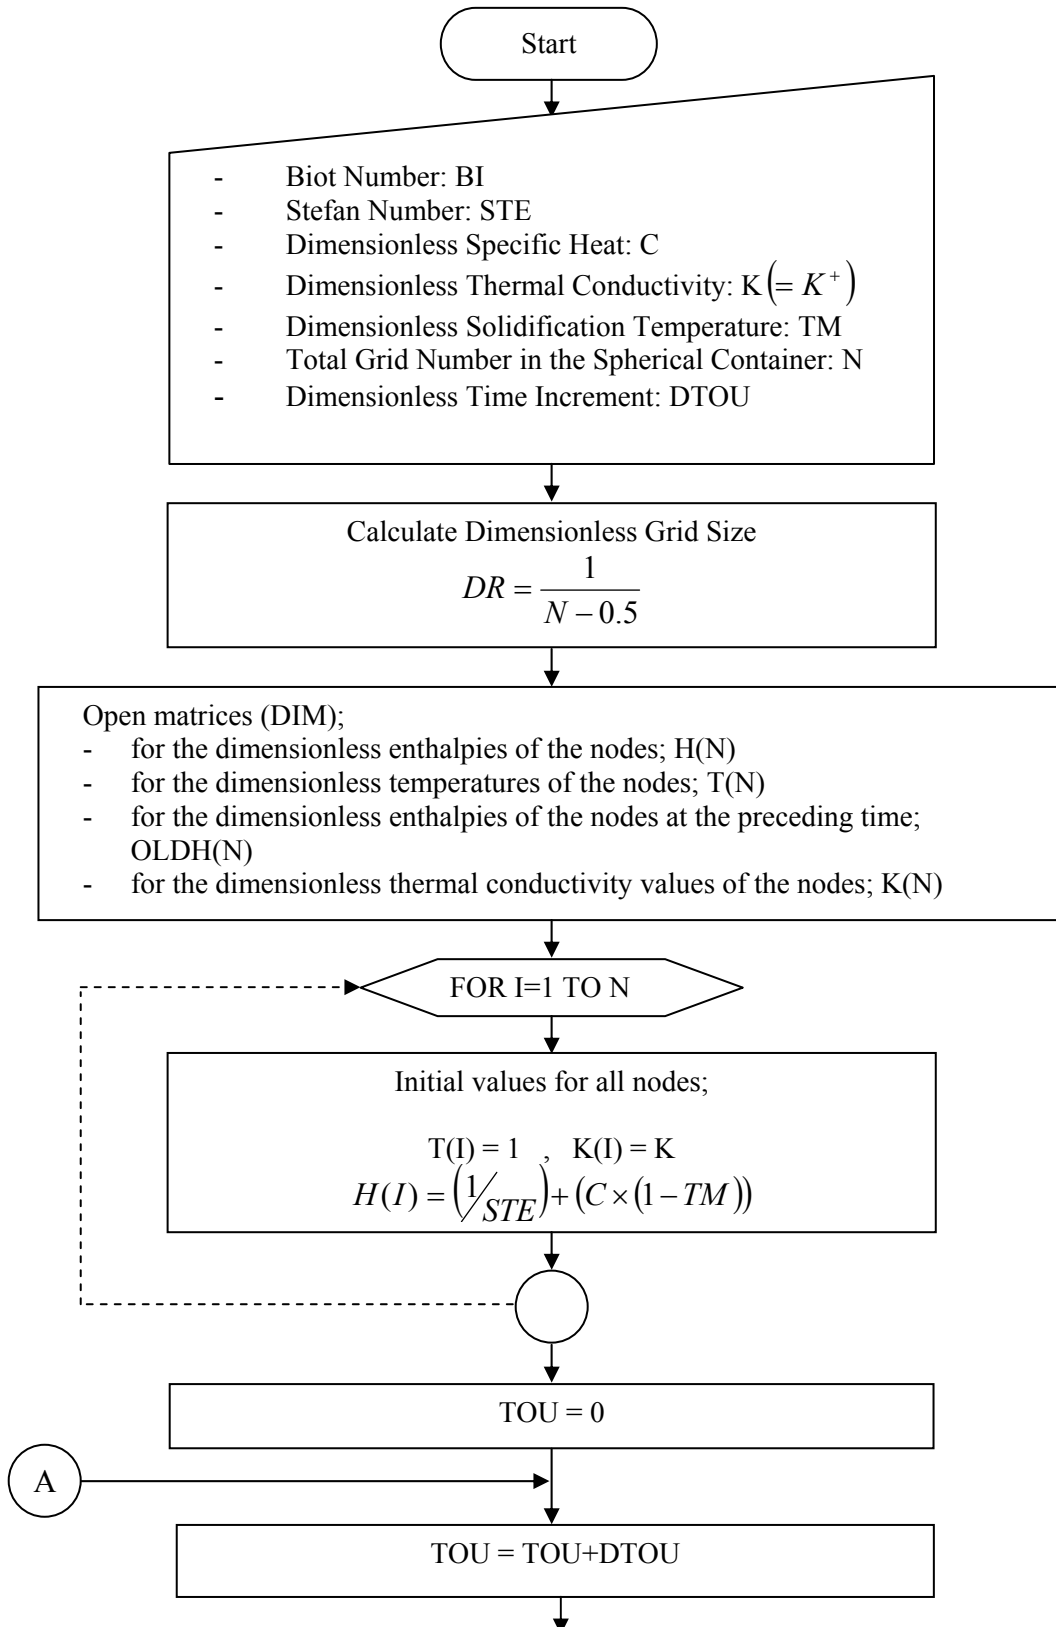 Start
- Biot Number: BI
- Stefan Number: STE
- Dimensionless Specific Heat: C
- Dimensionless Thermal Conductivity: K (= K⁺)
- Dimensionless Solidification Temperature: TM
- Total Grid Number in the Spherical Container: N
- Dimensionless Time Increment: DTOU
Calculate Dimensionless Grid Size
DR = 1 / (N − 0.5)
Open matrices (DIM);
- for the dimensionless enthalpies of the nodes; H(N)
- for the dimensionless temperatures of the nodes; T(N)
- for the dimensionless enthalpies of the nodes at the preceding time;
OLDH(N)
- for the dimensionless thermal conductivity values of the nodes; K(N)
FOR I=1 TO N
Initial values for all nodes;
T(I) = 1 , K(I) = K
H(I) = (1/STE) + (C × (1 − TM))
TOU = 0
A
TOU = TOU+DTOU